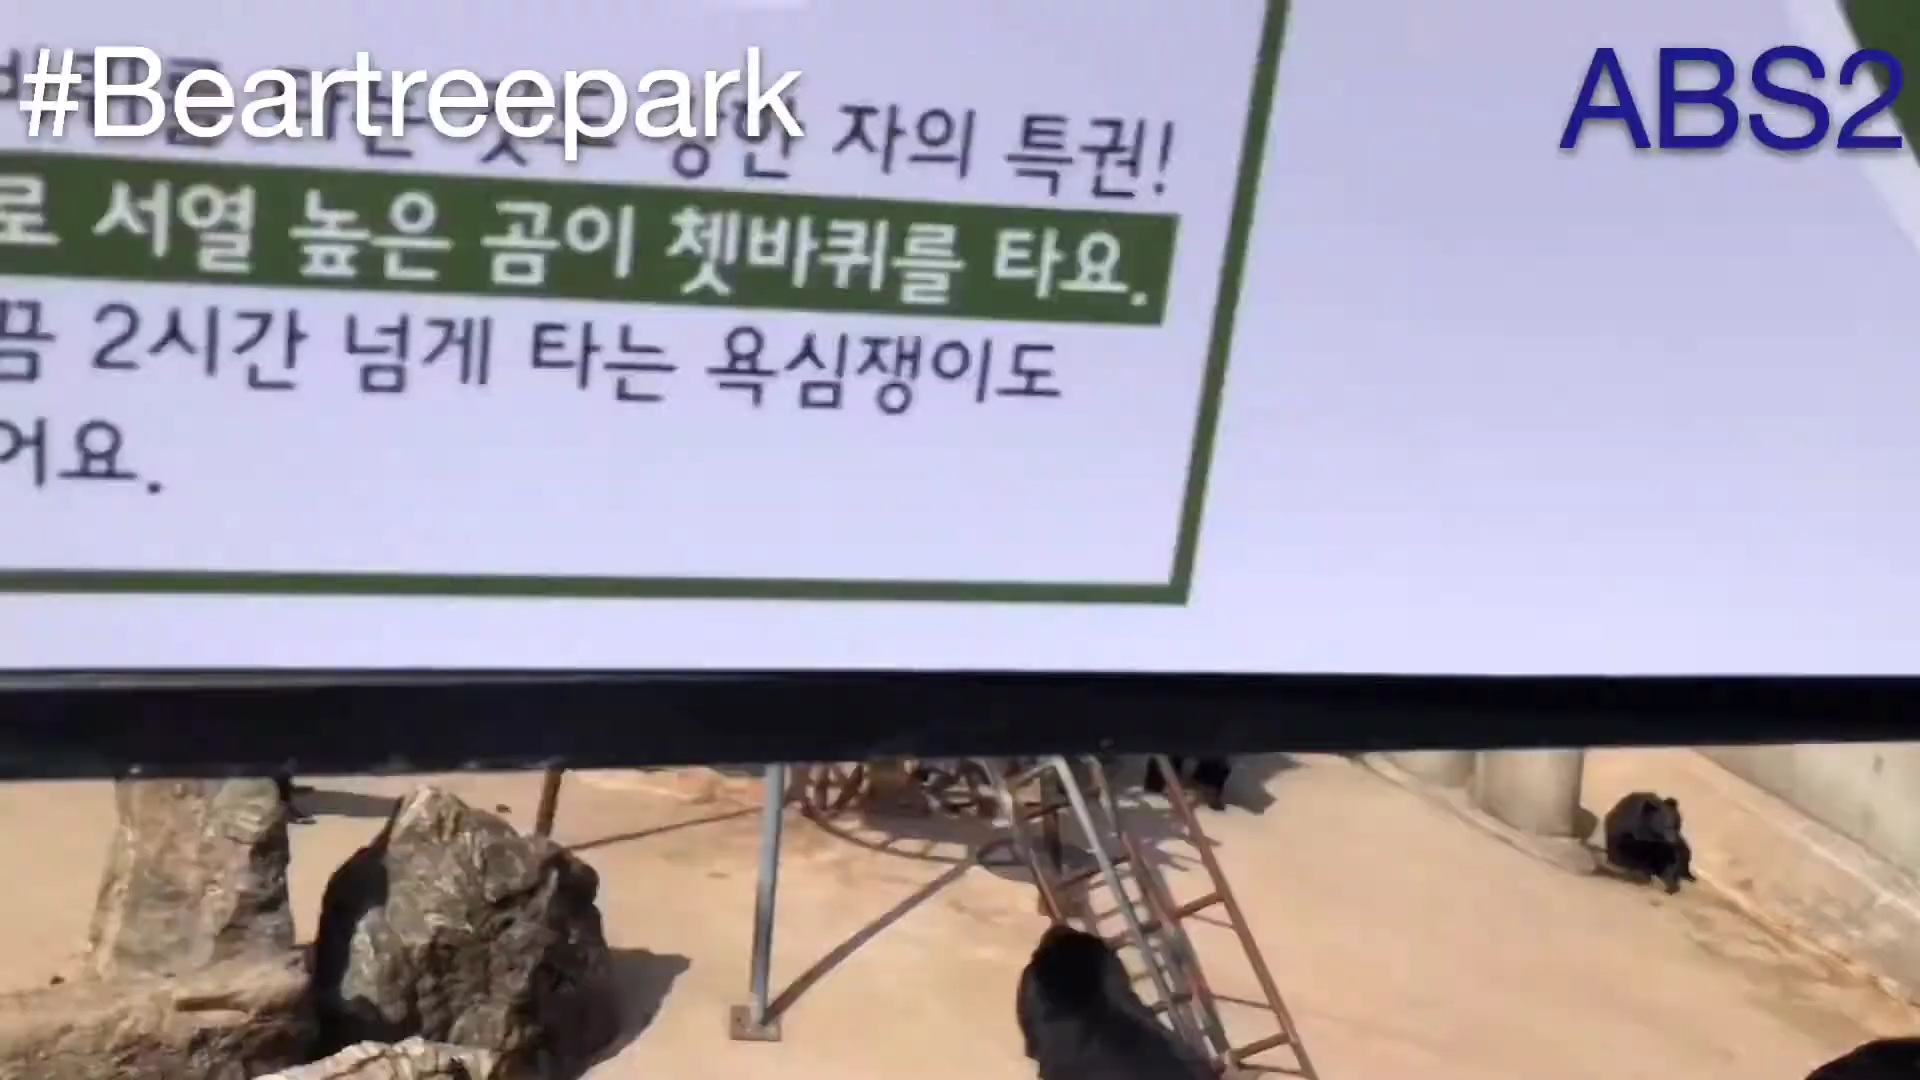 #Beartreepark
ABS2
자의 특권!
로 서열 높은 곰이 쳇바퀴를 타요.
끔 2시간 넘게 타는 욕심쟁이도
어요.